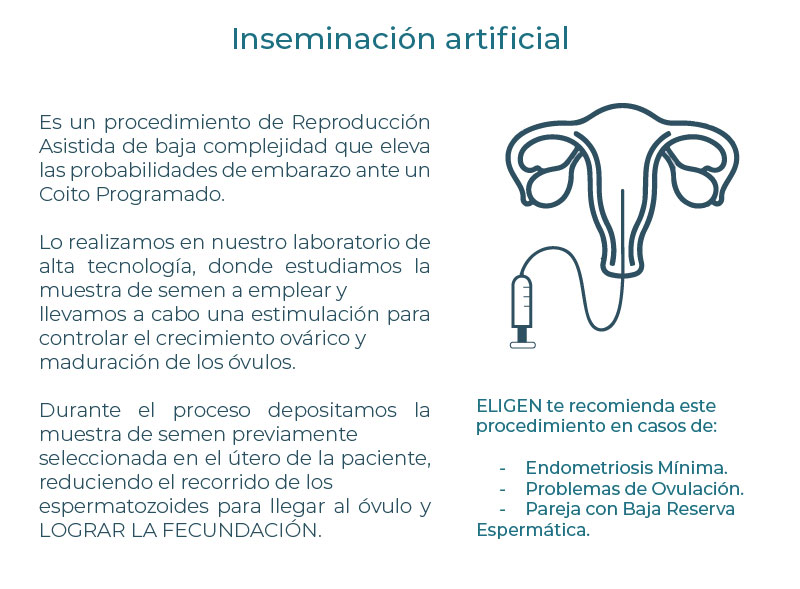 Inseminación artificial
Es un procedimiento de Reproducción
Asistida de baja complejidad que eleva
las probabilidades de embarazo ante un
Coito Programado.
Lo realizamos en nuestro laboratorio de
alta tecnología, donde estudiamos la
muestra de semen a emplear y
llevamos a cabo una estimulación para
controlar el crecimiento ovárico y
maduración de los óvulos.
Durante el proceso depositamos la
muestra de semen previamente
seleccionada en el útero de la paciente,
reduciendo el recorrido de los
espermatozoides para llegar al óvulo y
LOGRAR LA FECUNDACIÓN.
ELIGEN te recomienda este
procedimiento en casos de:
- Endometriosis Mínima.
- Problemas de Ovulación.
- Pareja con Baja Reserva
Espermática.